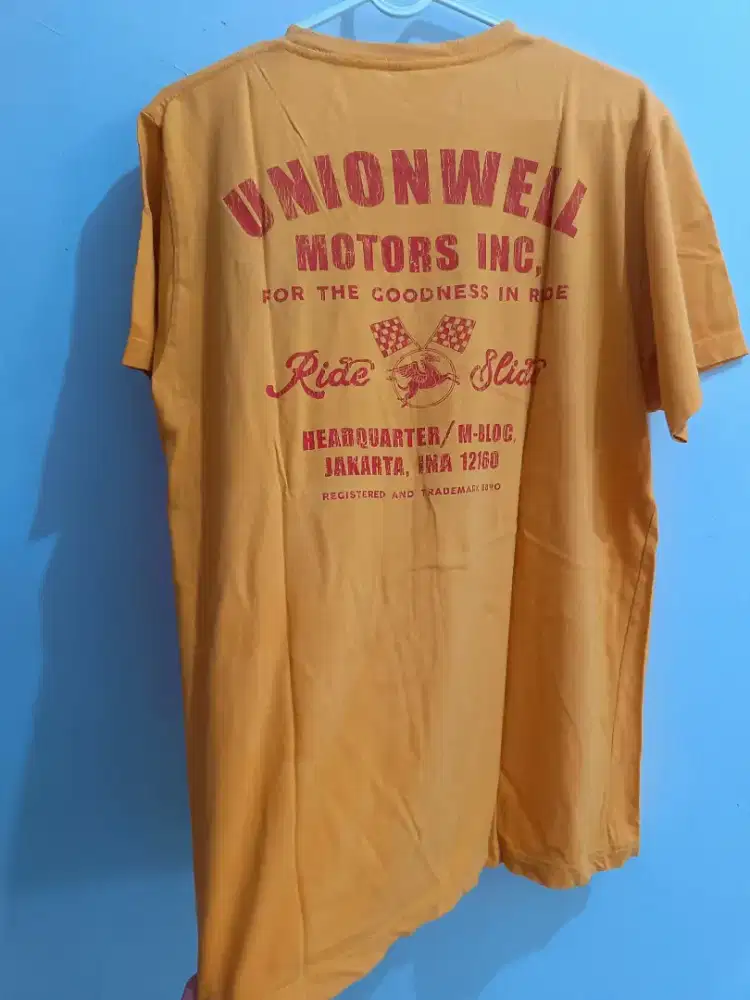 UNIONWELL
MOTORS INC,
FOR THE GOODNESS IN RIDE
Ride Slide
HEADQUARTER/ M-BLOC,
JAKARTA, INA 12160
REGISTERED AND TRADEMARK